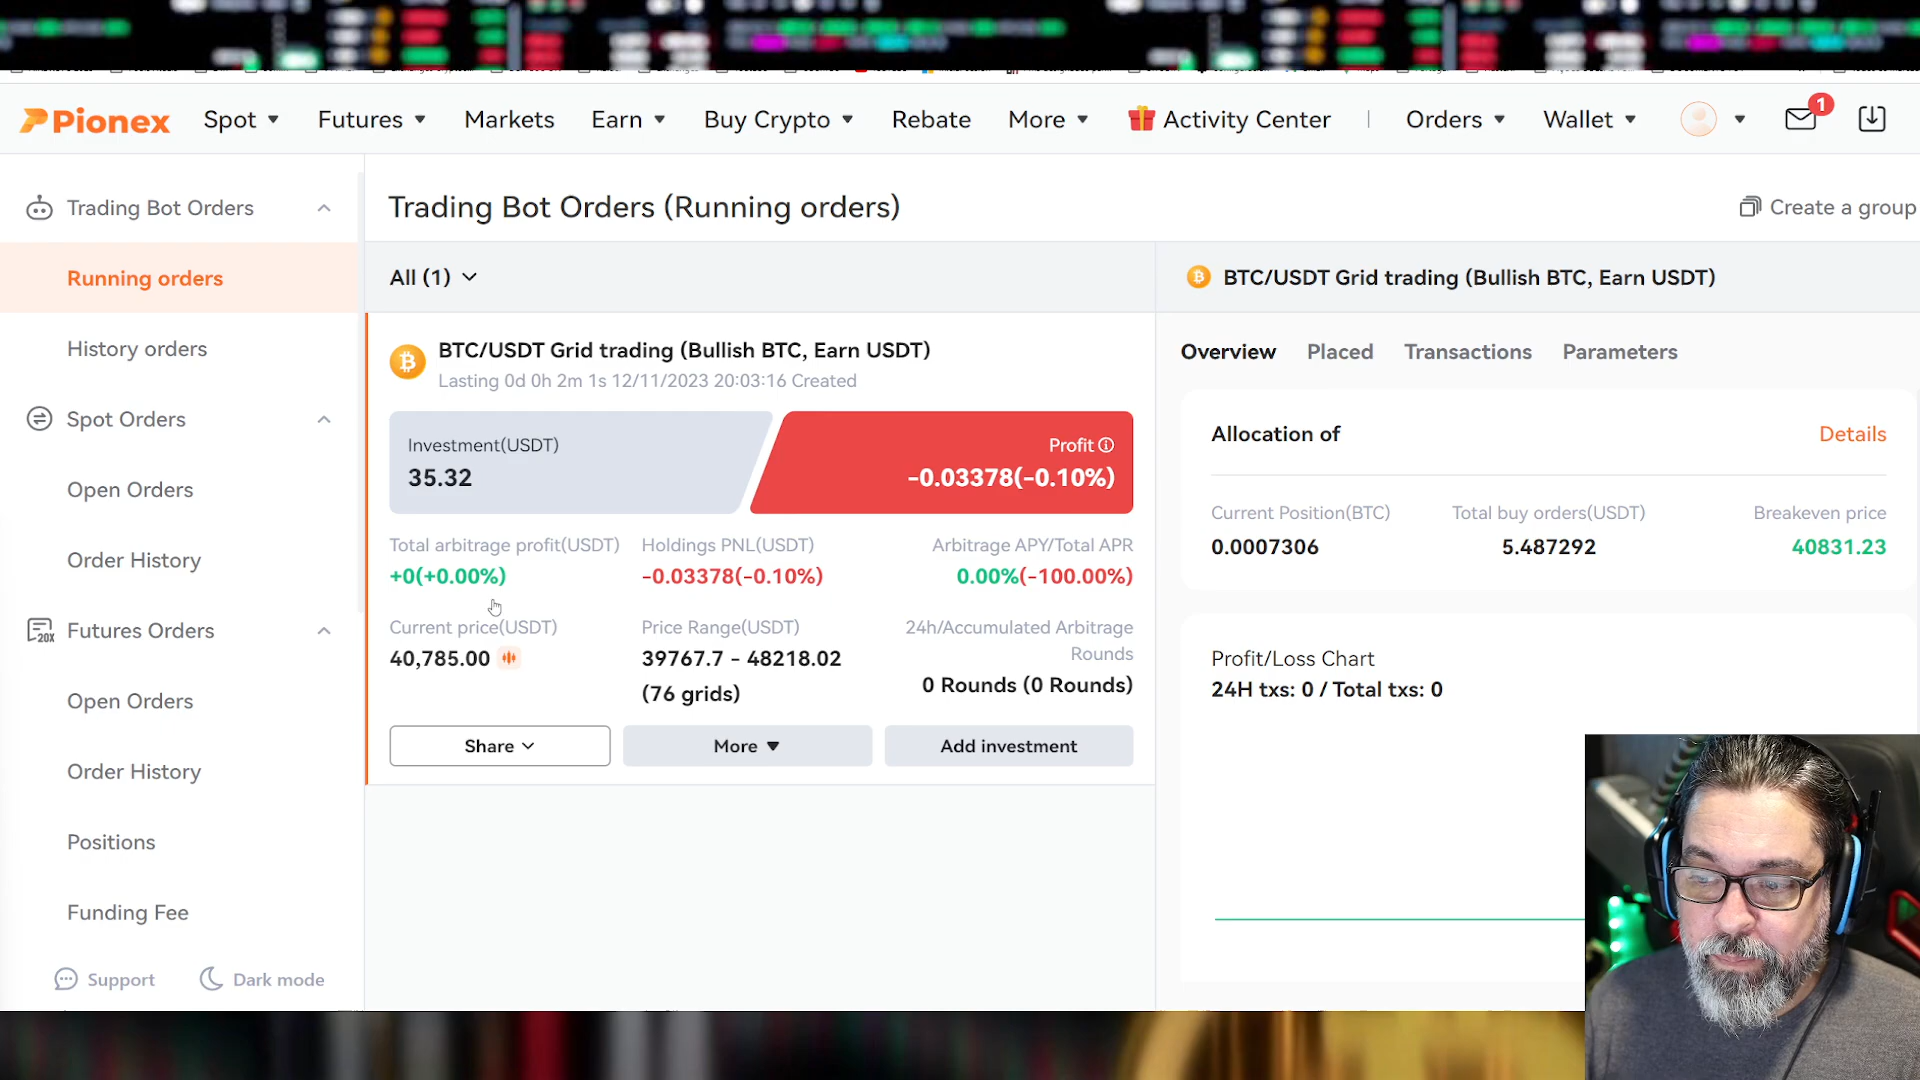 Pionex
Spot
Futures
Markets
Earn
Buy Crypto
Rebate
More
Activity Center
Orders
Wallet
1
Trading Bot Orders
Running orders
History orders
Spot Orders
Open Orders
Order History
20X
Futures Orders
Open Orders
Order History
Positions
Funding Fee
Support
Dark mode
Trading Bot Orders (Running orders)
Create a group
All (1)
BTC/USDT Grid trading (Bullish BTC, Earn USDT)
Lasting 0d 0h 2m 1s 12/11/2023 20:03:16 Created
Investment(USDT)
35.32
Profit
-0.03378(-0.10%)
Total arbitrage profit(USDT)
+0(+0.00%)
Holdings PNL(USDT)
-0.03378(-0.10%)
Arbitrage APY/Total APR
0.00%(-100.00%)
Current price(USDT)
40,785.00
Price Range(USDT)
39767.7 - 48218.02
(76 grids)
24h/Accumulated Arbitrage
Rounds
0 Rounds (0 Rounds)
Share
More
Add investment
BTC/USDT Grid trading (Bullish BTC, Earn USDT)
Overview
Placed
Transactions
Parameters
Allocation of
Details
Current Position(BTC)
0.0007306
Total buy orders(USDT)
5.487292
Breakeven price
40831.23
Profit/Loss Chart
24H txs: 0 / Total txs: 0